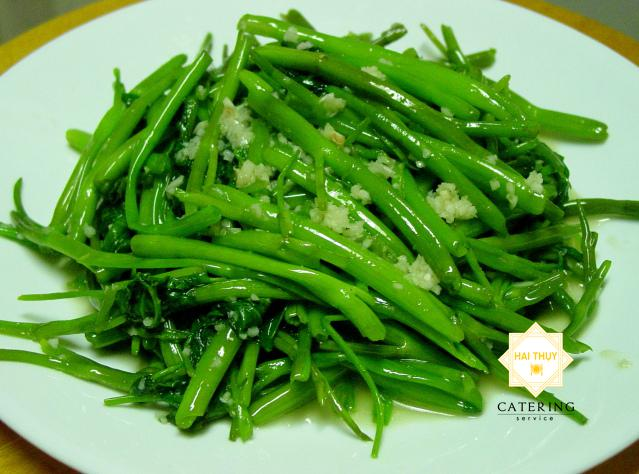 HAI THUY
CATERING
service